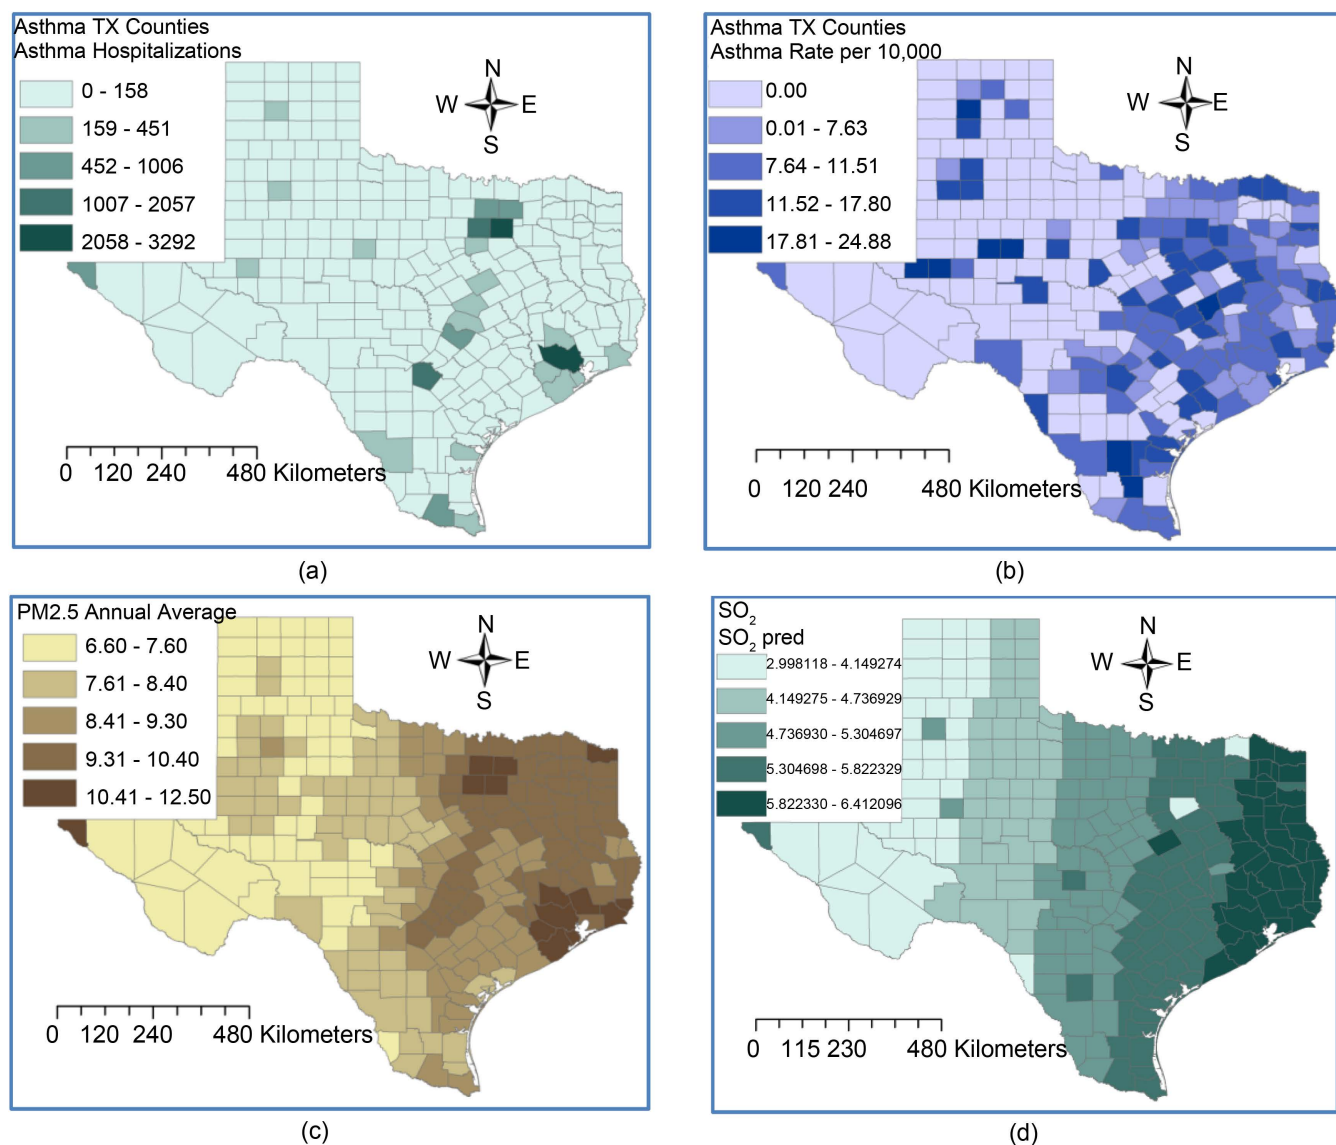 Asthma TX Counties
Asthma Hospitalizations
0 - 158
159 - 451
452 - 1006
1007 - 2057
2058 - 3292
N
W E
S
0 120 240 480 Kilometers
(a)
Asthma TX Counties
Asthma Rate per 10,000
0.00
0.01 - 7.63
7.64 - 11.51
11.52 - 17.80
17.81 - 24.88
N
W E
S
0 120 240 480 Kilometers
(b)
PM2.5 Annual Average
6.60 - 7.60
7.61 - 8.40
8.41 - 9.30
9.31 - 10.40
10.41 - 12.50
N
W E
S
0 120 240 480 Kilometers
(c)
SO₂
SO₂ pred
2.998118 - 4.149274
4.149275 - 4.736929
4.736930 - 5.304697
5.304698 - 5.822329
5.822330 - 6.412096
N
W E
S
0 115 230 480 Kilometers
(d)